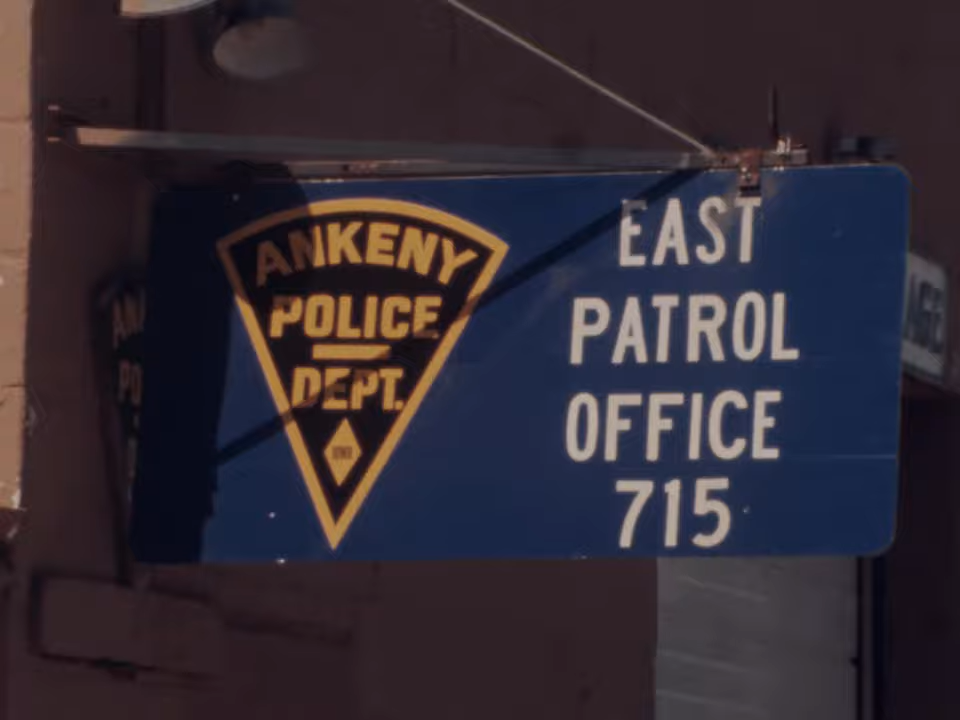 ANKENY
POLICE
DEPT.
EAST
PATROL
OFFICE
715